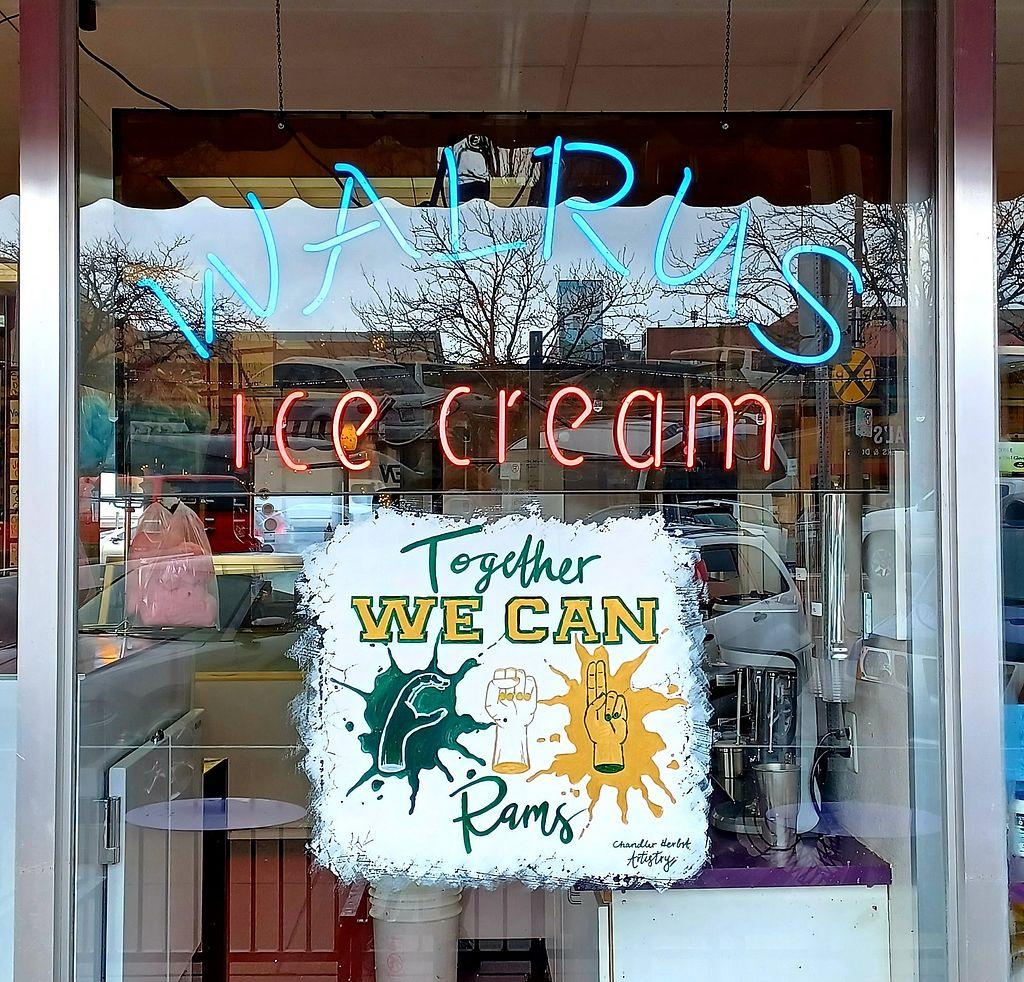 WALRUS
ice cream
Together
WE CAN
Rams
Chandler Herbst
Artistry